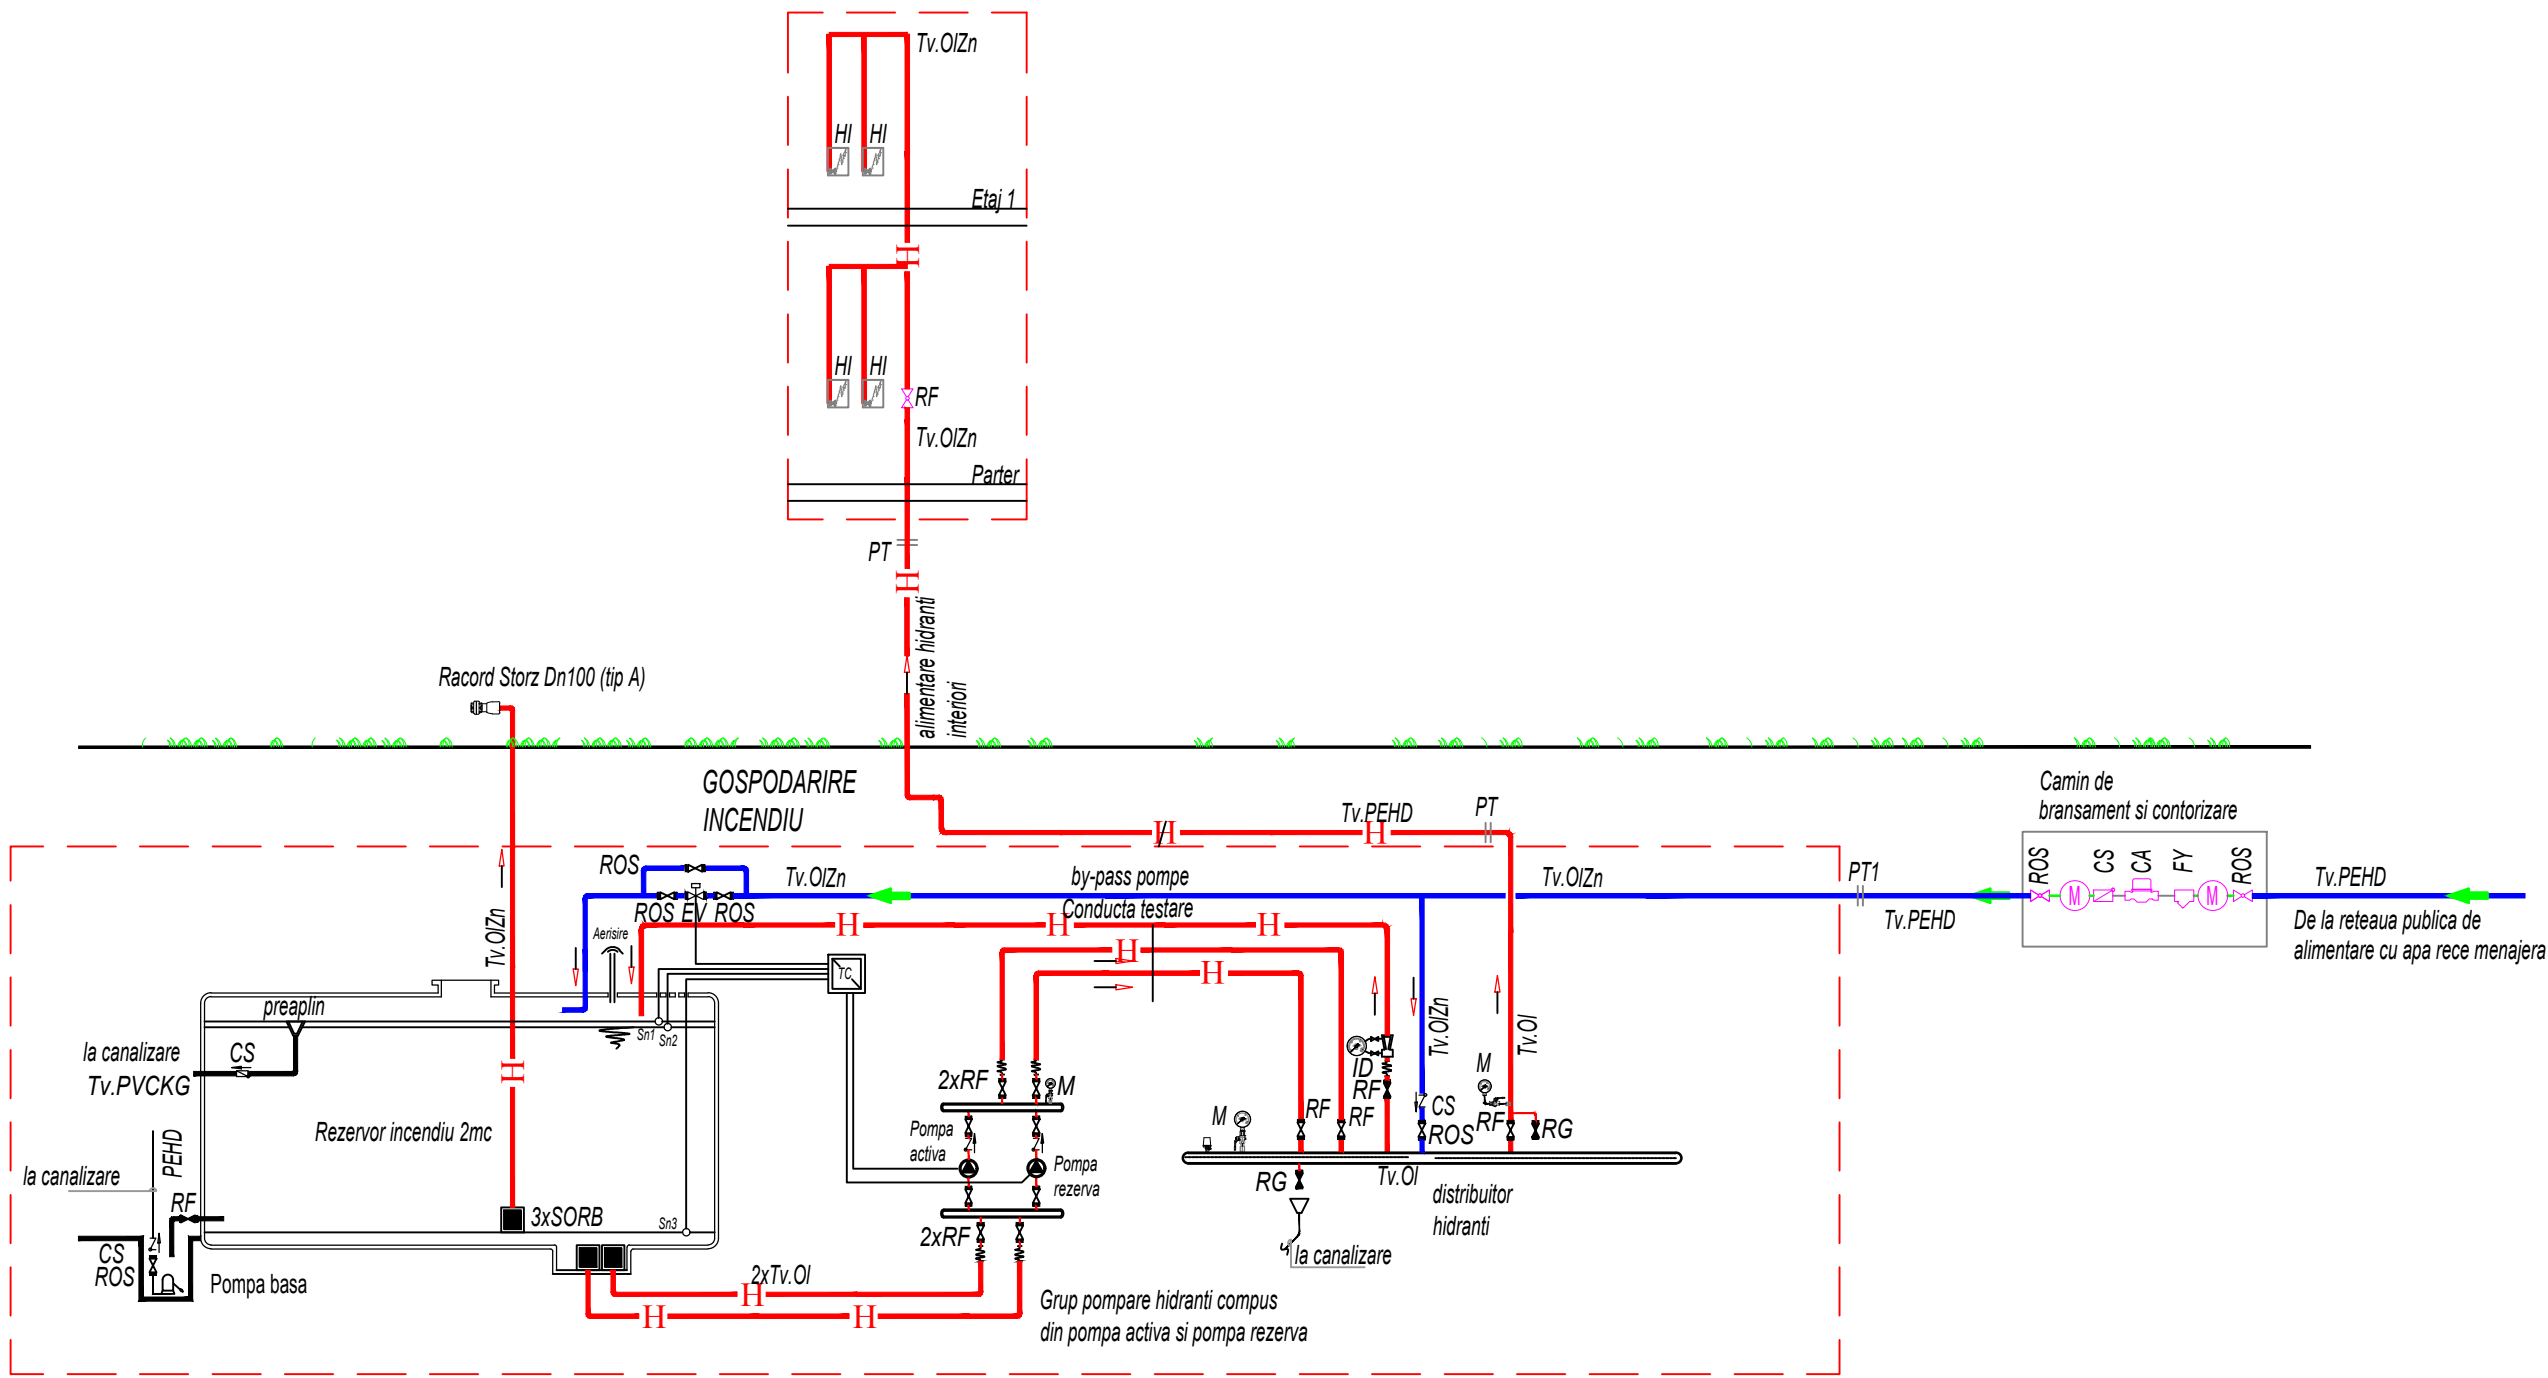 Tv.OlZn
HI
HI
Etaj 1
H
HI
HI
RF
Tv.OlZn
Parter
PT
H
alimentare hidranti
interiori
Racord Storz Dn100 (tip A)
GOSPODARIRE
INCENDIU
Tv.PEHD
PT
H
H
Camin de
bransament si contorizare
ROS
CS
CA
FY
ROS
M
M
Tv.PEHD
De la reteaua publica de
alimentare cu apa rece menajera
PT1
Tv.PEHD
ROS
ROS
EV
ROS
Tv.OlZn
by-pass pompe
Conducta testare
Tv.OlZn
H
H
H
H
H
Tv.OlZn
Aerisire
TC
preaplin
Sn1
Sn2
la canalizare
CS
Tv.PVCKG
H
Rezervor incendiu 2mc
PEHD
la canalizare
RF
3xSORB
Sn3
CS
ROS
Pompa basa
2xTv.Ol
H
H
H
2xRF
M
Pompa
activa
Pompa
rezerva
2xRF
Grup pompare hidranti compus
din pompa activa si pompa rezerva
M
RF
RF
ID
RF
Tv.OlZn
CS
ROS
M
RF
Tv.Ol
RG
RG
Tv.Ol
distribuitor
hidranti
la canalizare